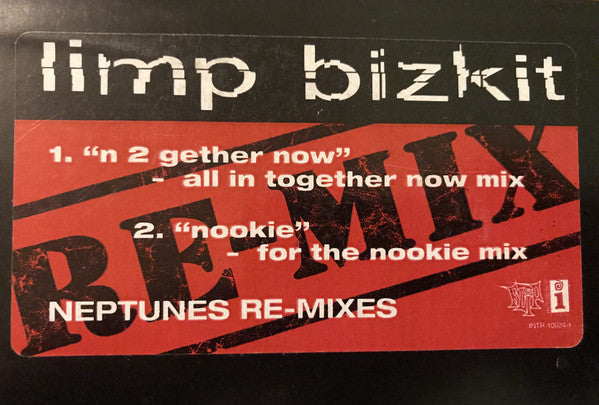 limp bizkit
RE-MIX
1. “n 2 gether now”
- all in together now mix
2. “nookie”
- for the nookie mix
NEPTUNES RE-MIXES
i